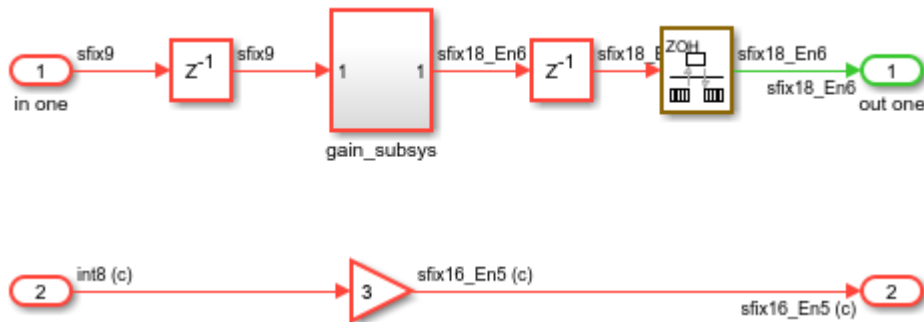 sfix9
sfix9
sfix18_En6
sfix18_
ZOH
sfix18_En6
1
Z-1
1
1
Z-1
1
in one
sfix18_En6
out one
gain_subsys
int8 (c)
sfix16_En5 (c)
2
3
2
sfix16_En5 (c)